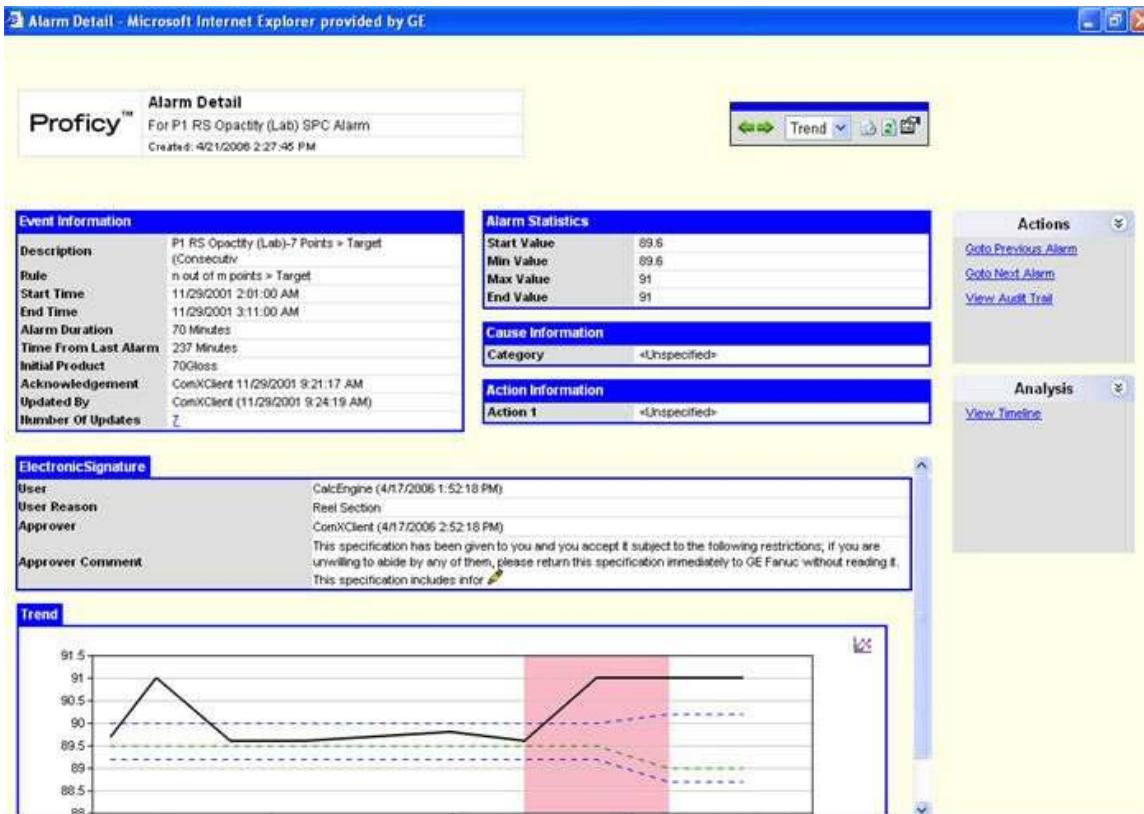 Alarm Detail - Microsoft Internet Explorer provided by GE
Proficy™
Alarm Detail
For P1 RS Opactity (Lab) SPC Alarm
Created: 4/21/2006 2:27:45 PM
Trend
Event Information
Description P1 RS Opactity (Lab)-7 Points > Target
(Consecutiv
Rule n out of m points > Target
Start Time 11/29/2001 2:01:00 AM
End Time 11/29/2001 3:11:00 AM
Alarm Duration 70 Minutes
Time From Last Alarm 237 Minutes
Initial Product 70Gloss
Acknowledgement ComXClient 11/29/2001 9:21:17 AM
Updated By ComXClient (11/29/2001 9:24:19 AM)
Number Of Updates 7
Alarm Statistics
Start Value 89.6
Min Value 89.6
Max Value 91
End Value 91
Cause Information
Category <Unspecified>
Action Information
Action 1 <Unspecified>
Actions
Goto Previous Alarm
Goto Next Alarm
View Audit Trail
Analysis
View Timeline
ElectronicSignature
User CalcEngine (4/17/2006 1:52:18 PM)
User Reason Reel Section
Approver ComXClient (4/17/2006 2:52:18 PM)
Approver Comment This specification has been given to you and you accept it subject to the following restrictions; if you are
unwilling to abide by any of them, please return this specification immediately to GE Fanuc without reading it.
This specification includes infor
Trend
91.5
91
90.5
90
89.5
89
88.5
88